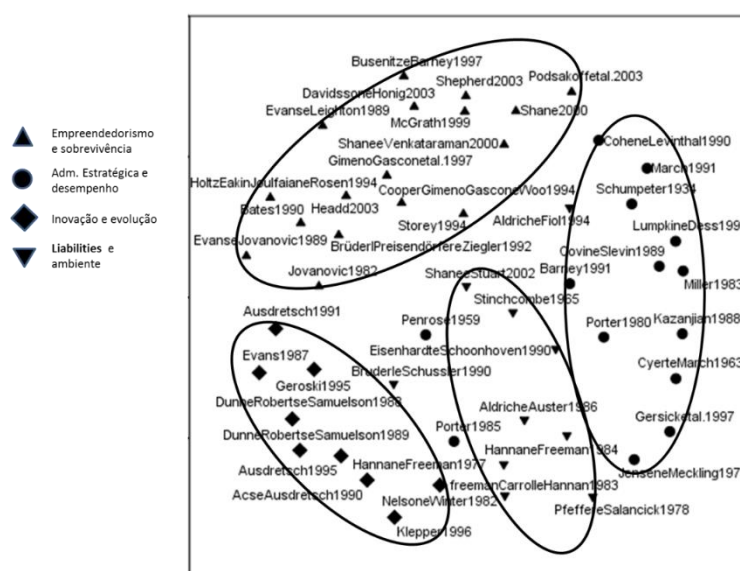 Empreendedorismo
e sobrevivência
Adm. Estratégica e
desempenho
Inovação e evolução
Liabilities e
ambiente
BusenitzeBarney1997
DavidssoneHonig2003
Shepherd2003
Podsakoffetal.2003
EvanseLeighton1989
McGrath1999
Shane2000
ShaneeVenkataraman2000
GimenoGasconetal.1997
HoltzEakinJoulfaianeRosen1994
CooperGimenoGasconeWoo1994
Bates1990
Headd2003
Storey1994
AldricheFiol1994
EvanseJovanovic1989
BrüderlPreisendörfereZiegler1992
Jovanovic1982
CoheneLevinthal1990
March1991
Schumpeter1934
LumpkineDess199
CovineSlevin1989
Barney1991
Miller1983
ShaneeStuart2002
Stinchcombe1965
Porter1980
Kazanjian1988
Ausdretsch1991
Penrose1959
EisenhardteSchoonhoven1990
CyerteMarch1963
Evans1987
Geroski1995
BruderleSchussler1990
DunneRobertseSamuelson1988
AldricheAuster1986
Gersicketal.1997
DunneRobertseSamuelson1989
Porter1985
HannaneFreeman1984
Ausdretsch1995
HannaneFreeman1977
JenseneMeckling197
AcseAusdretsch1990
NelsoneWinter1982
freemanCarrolleHannan1983
Klepper1996
PfeffereSalancick1978